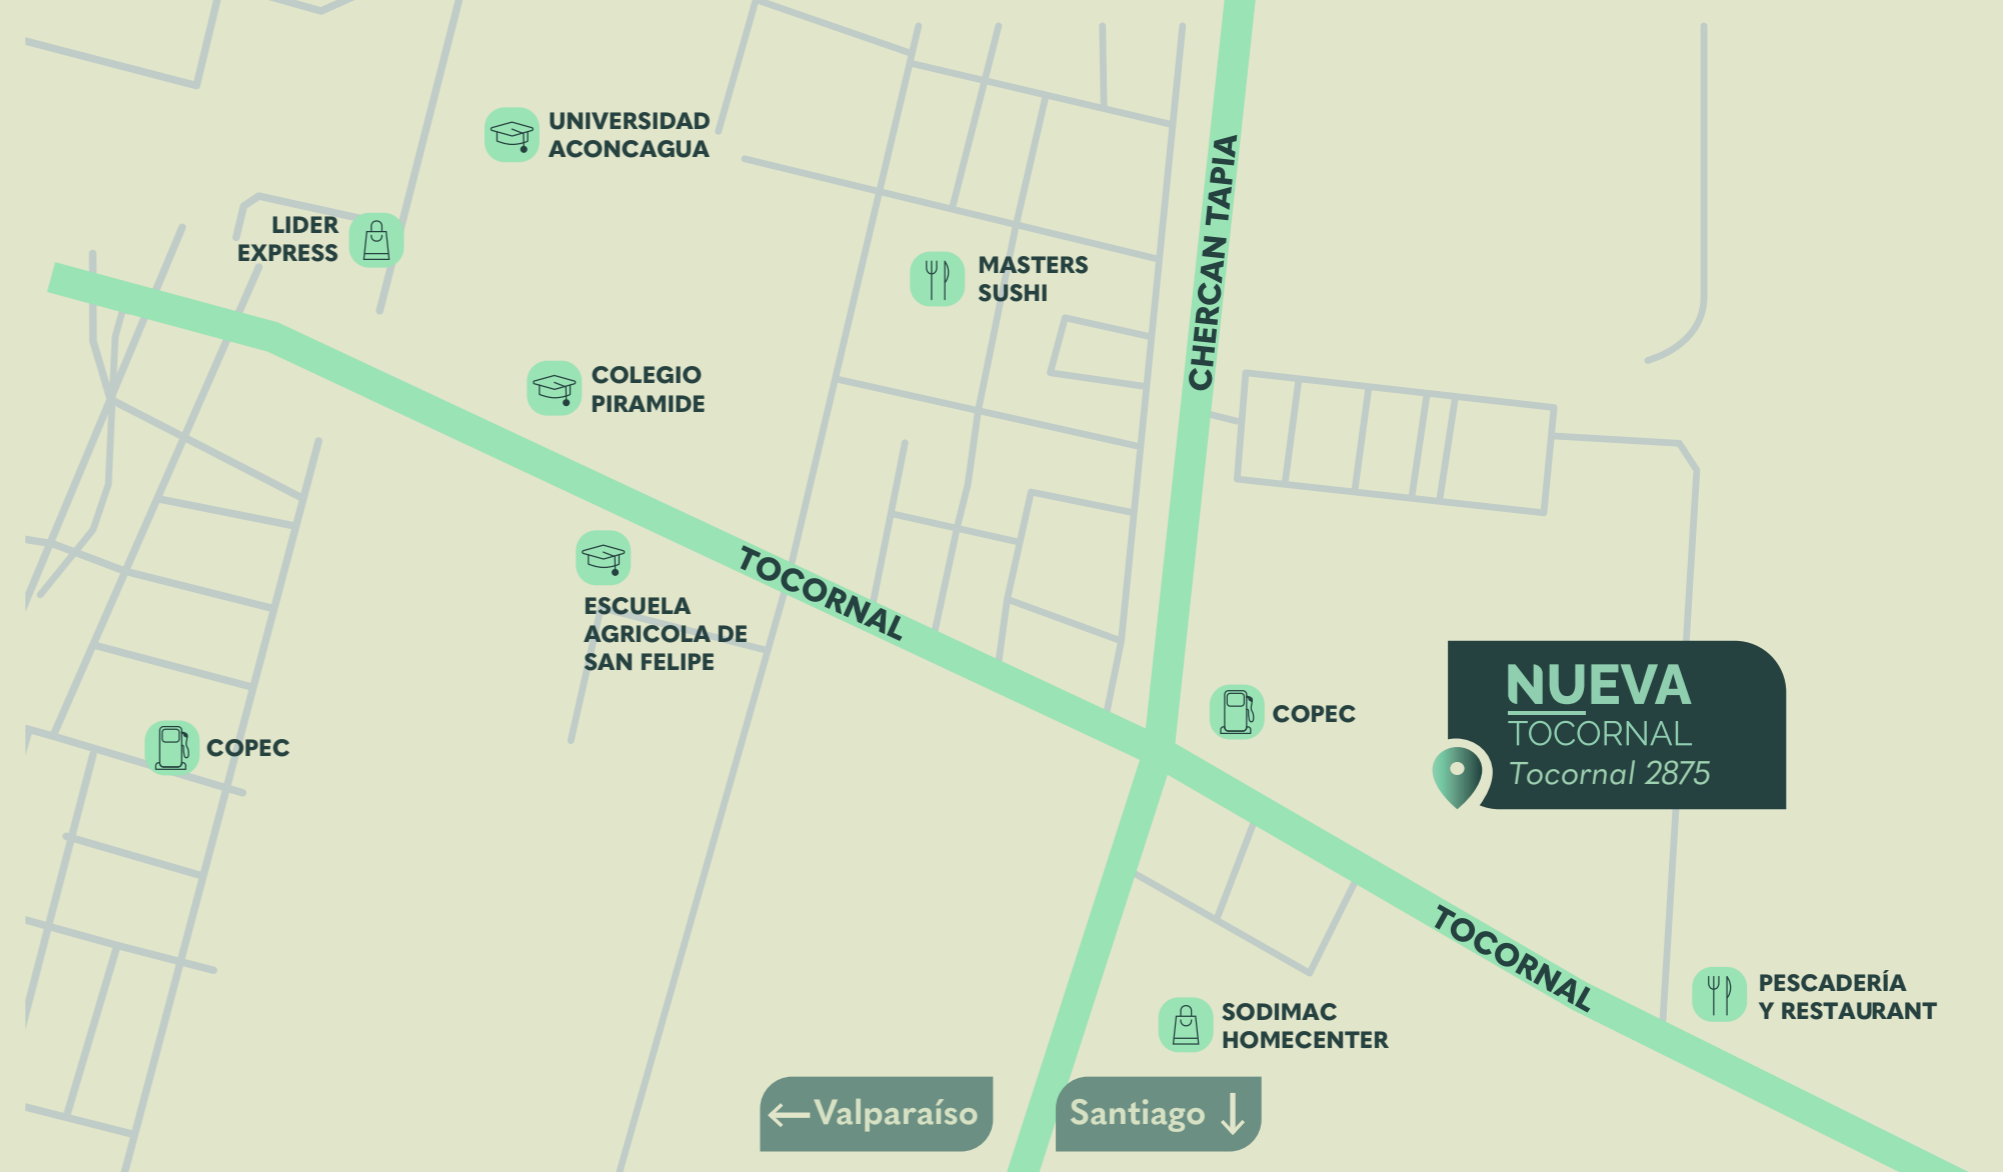 UNIVERSIDAD
ACONCAGUA
LIDER
EXPRESS
MASTERS
SUSHI
CHERCAN TAPIA
COLEGIO
PIRAMIDE
TOCORNAL
ESCUELA
AGRICOLA DE
SAN FELIPE
COPEC
COPEC
NUEVA
TOCORNAL
Tocornal 2875
TOCORNAL
PESCADERÍA
Y RESTAURANT
SODIMAC
HOMECENTER
←Valparaíso
Santiago ↓